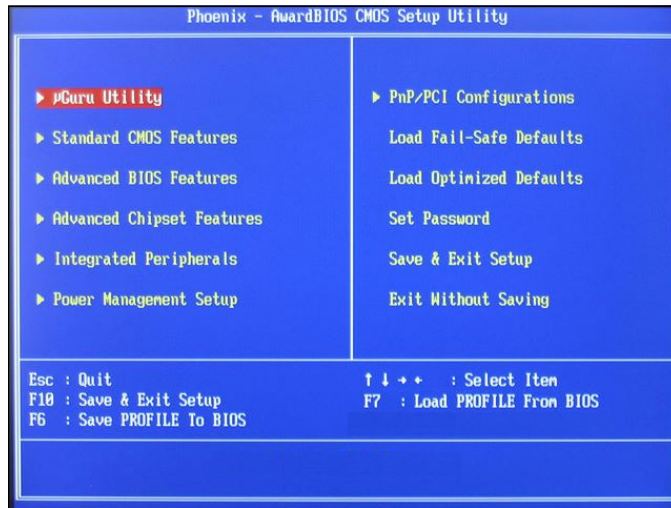 Phoenix - AwardBIOS CMOS Setup Utility
µGuru Utility
Standard CMOS Features
Advanced BIOS Features
Advanced Chipset Features
Integrated Peripherals
Power Management Setup
PnP/PCI Configurations
Load Fail-Safe Defaults
Load Optimized Defaults
Set Password
Save & Exit Setup
Exit Without Saving
Esc : Quit
F10 : Save & Exit Setup
F6 : Save PROFILE To BIOS
↑ ↓ → ← : Select Item
F7 : Load PROFILE From BIOS